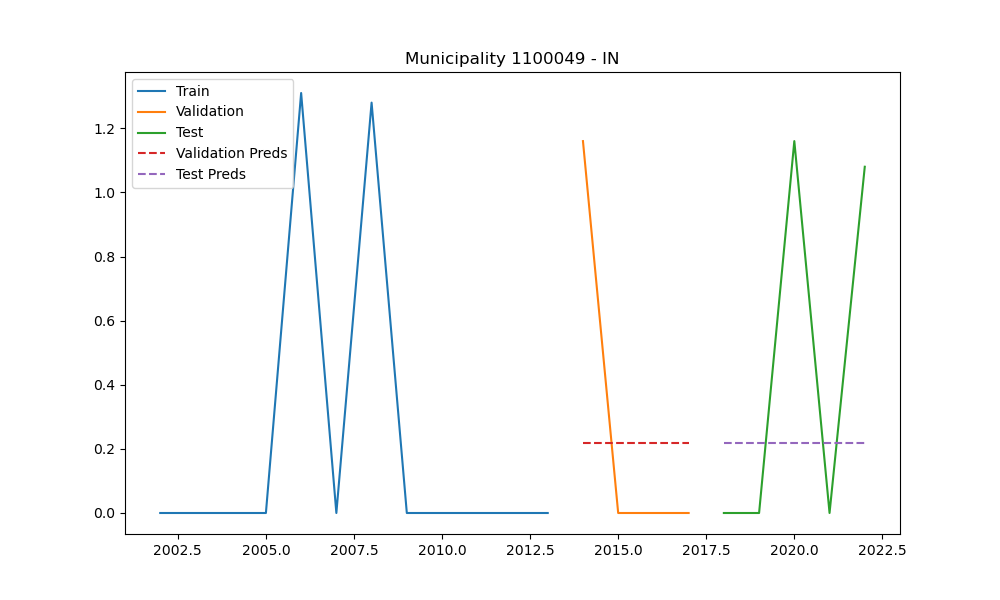 Municipality 1100049 - IN
Train
Validation
Test
Validation Preds
Test Preds
1.2
1.0
0.8
0.6
0.4
0.2
0.0
2002.5 2005.0 2007.5 2010.0 2012.5 2015.0 2017.5 2020.0 2022.5